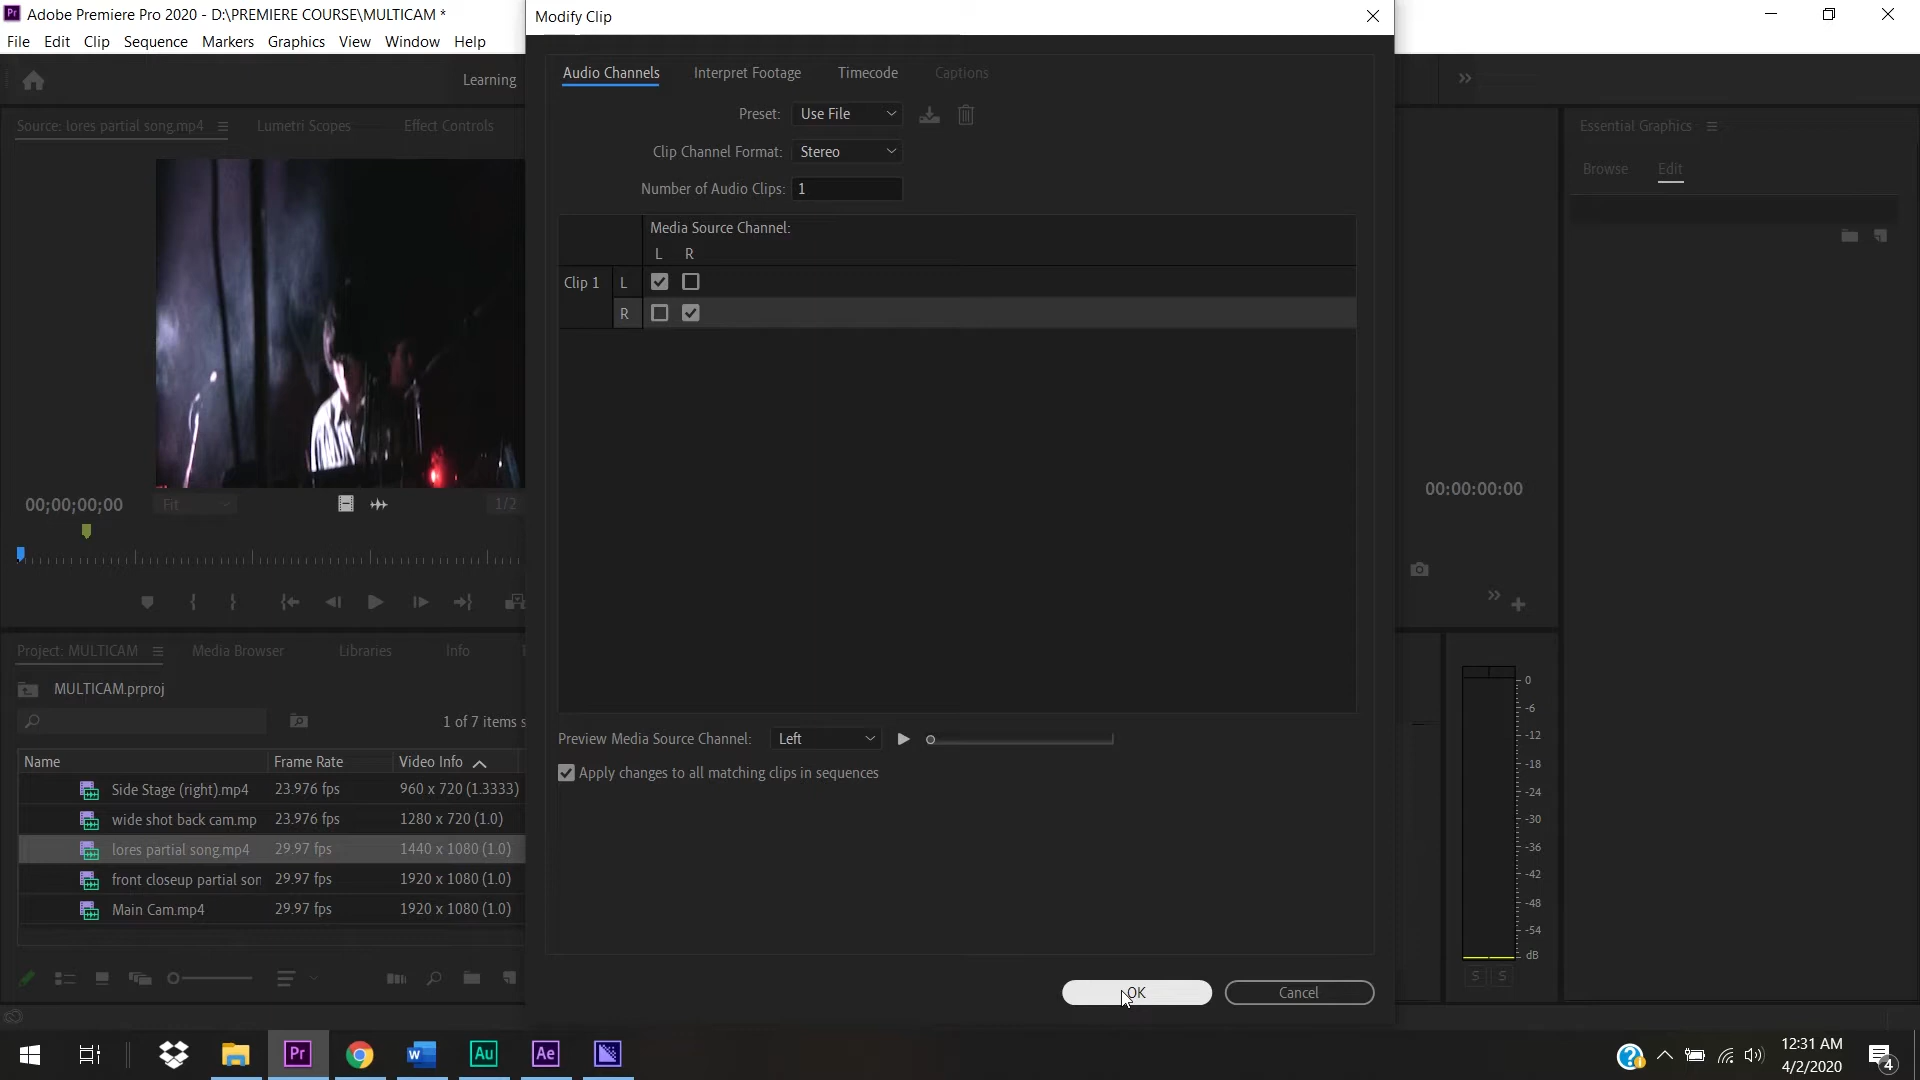 Adobe Premiere Pro 2020 - D:\PREMIERE COURSE\MULTICAM *
File Edit Clip Sequence Markers Graphics View Window Help
Learning
Source: lores partial song.mp4
Lumetri Scopes
Effect Controls
00;00;00;00
Fit
1/2
Project: MULTICAM
Media Browser
Libraries
Info
MULTICAM.prproj
1 of 7 items s
Name Frame Rate Video Info
Side Stage (right).mp4 23.976 fps 960 x 720 (1.3333)
wide shot back cam.mp 23.976 fps 1280 x 720 (1.0)
lores partial song.mp4 29.97 fps 1440 x 1080 (1.0)
front closeup partial son 29.97 fps 1920 x 1080 (1.0)
Main Cam.mp4 29.97 fps 1920 x 1080 (1.0)
Modify Clip
Audio Channels Interpret Footage Timecode Captions
Preset: Use File
Clip Channel Format: Stereo
Number of Audio Clips: 1
Media Source Channel:
L R
Clip 1 L
R
Preview Media Source Channel: Left
Apply changes to all matching clips in sequences
OK
Cancel
00:00:00:00
Essential Graphics
Browse
Edit
0
-6
-12
-18
-24
-30
-36
-42
-48
-54
dB
S S
Pr
W
Au
Ae
12:31 AM
4/2/2020
4